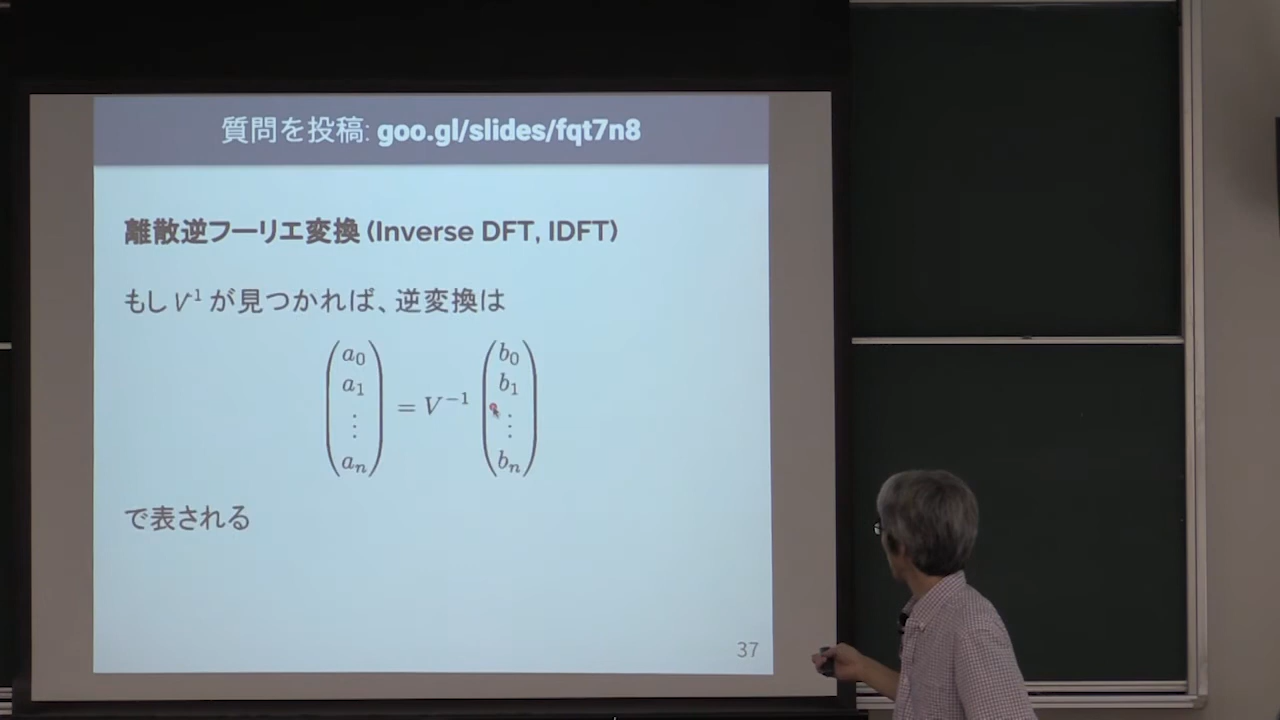 質問を投稿: goo.gl/slides/fqt7n8
離散逆フーリエ変換 (Inverse DFT, IDFT)
もし V¹ が見つかれば、逆変換は
(a₀ a₁ ⋮ aₙ) = V⁻¹ (b₀ b₁ ⋮ bₙ)
で表される
37